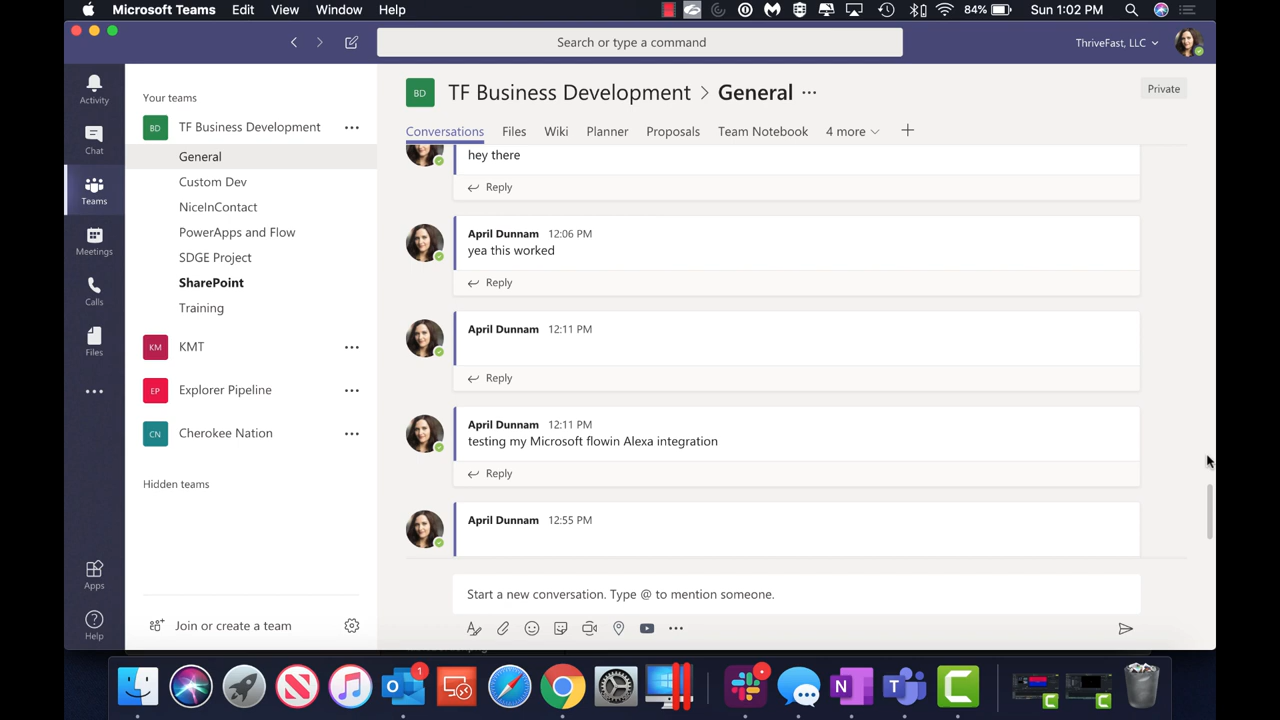 Microsoft Teams Edit View Window Help 84% Sun 1:02 PM
Search or type a command
ThriveFast, LLC
Activity
Chat
Teams
Meetings
Calls
Files
Apps
Help
Your teams
BD TF Business Development
General
Custom Dev
NiceInContact
PowerApps and Flow
SDGE Project
SharePoint
Training
KM KMT
EP Explorer Pipeline
CN Cherokee Nation
Hidden teams
Join or create a team
BD TF Business Development > General
Private
Conversations Files Wiki Planner Proposals Team Notebook 4 more
hey there
Reply
April Dunnam 12:06 PM
yea this worked
Reply
April Dunnam 12:11 PM
Reply
April Dunnam 12:11 PM
testing my Microsoft flowin Alexa integration
Reply
April Dunnam 12:55 PM
Start a new conversation. Type @ to mention someone.
1